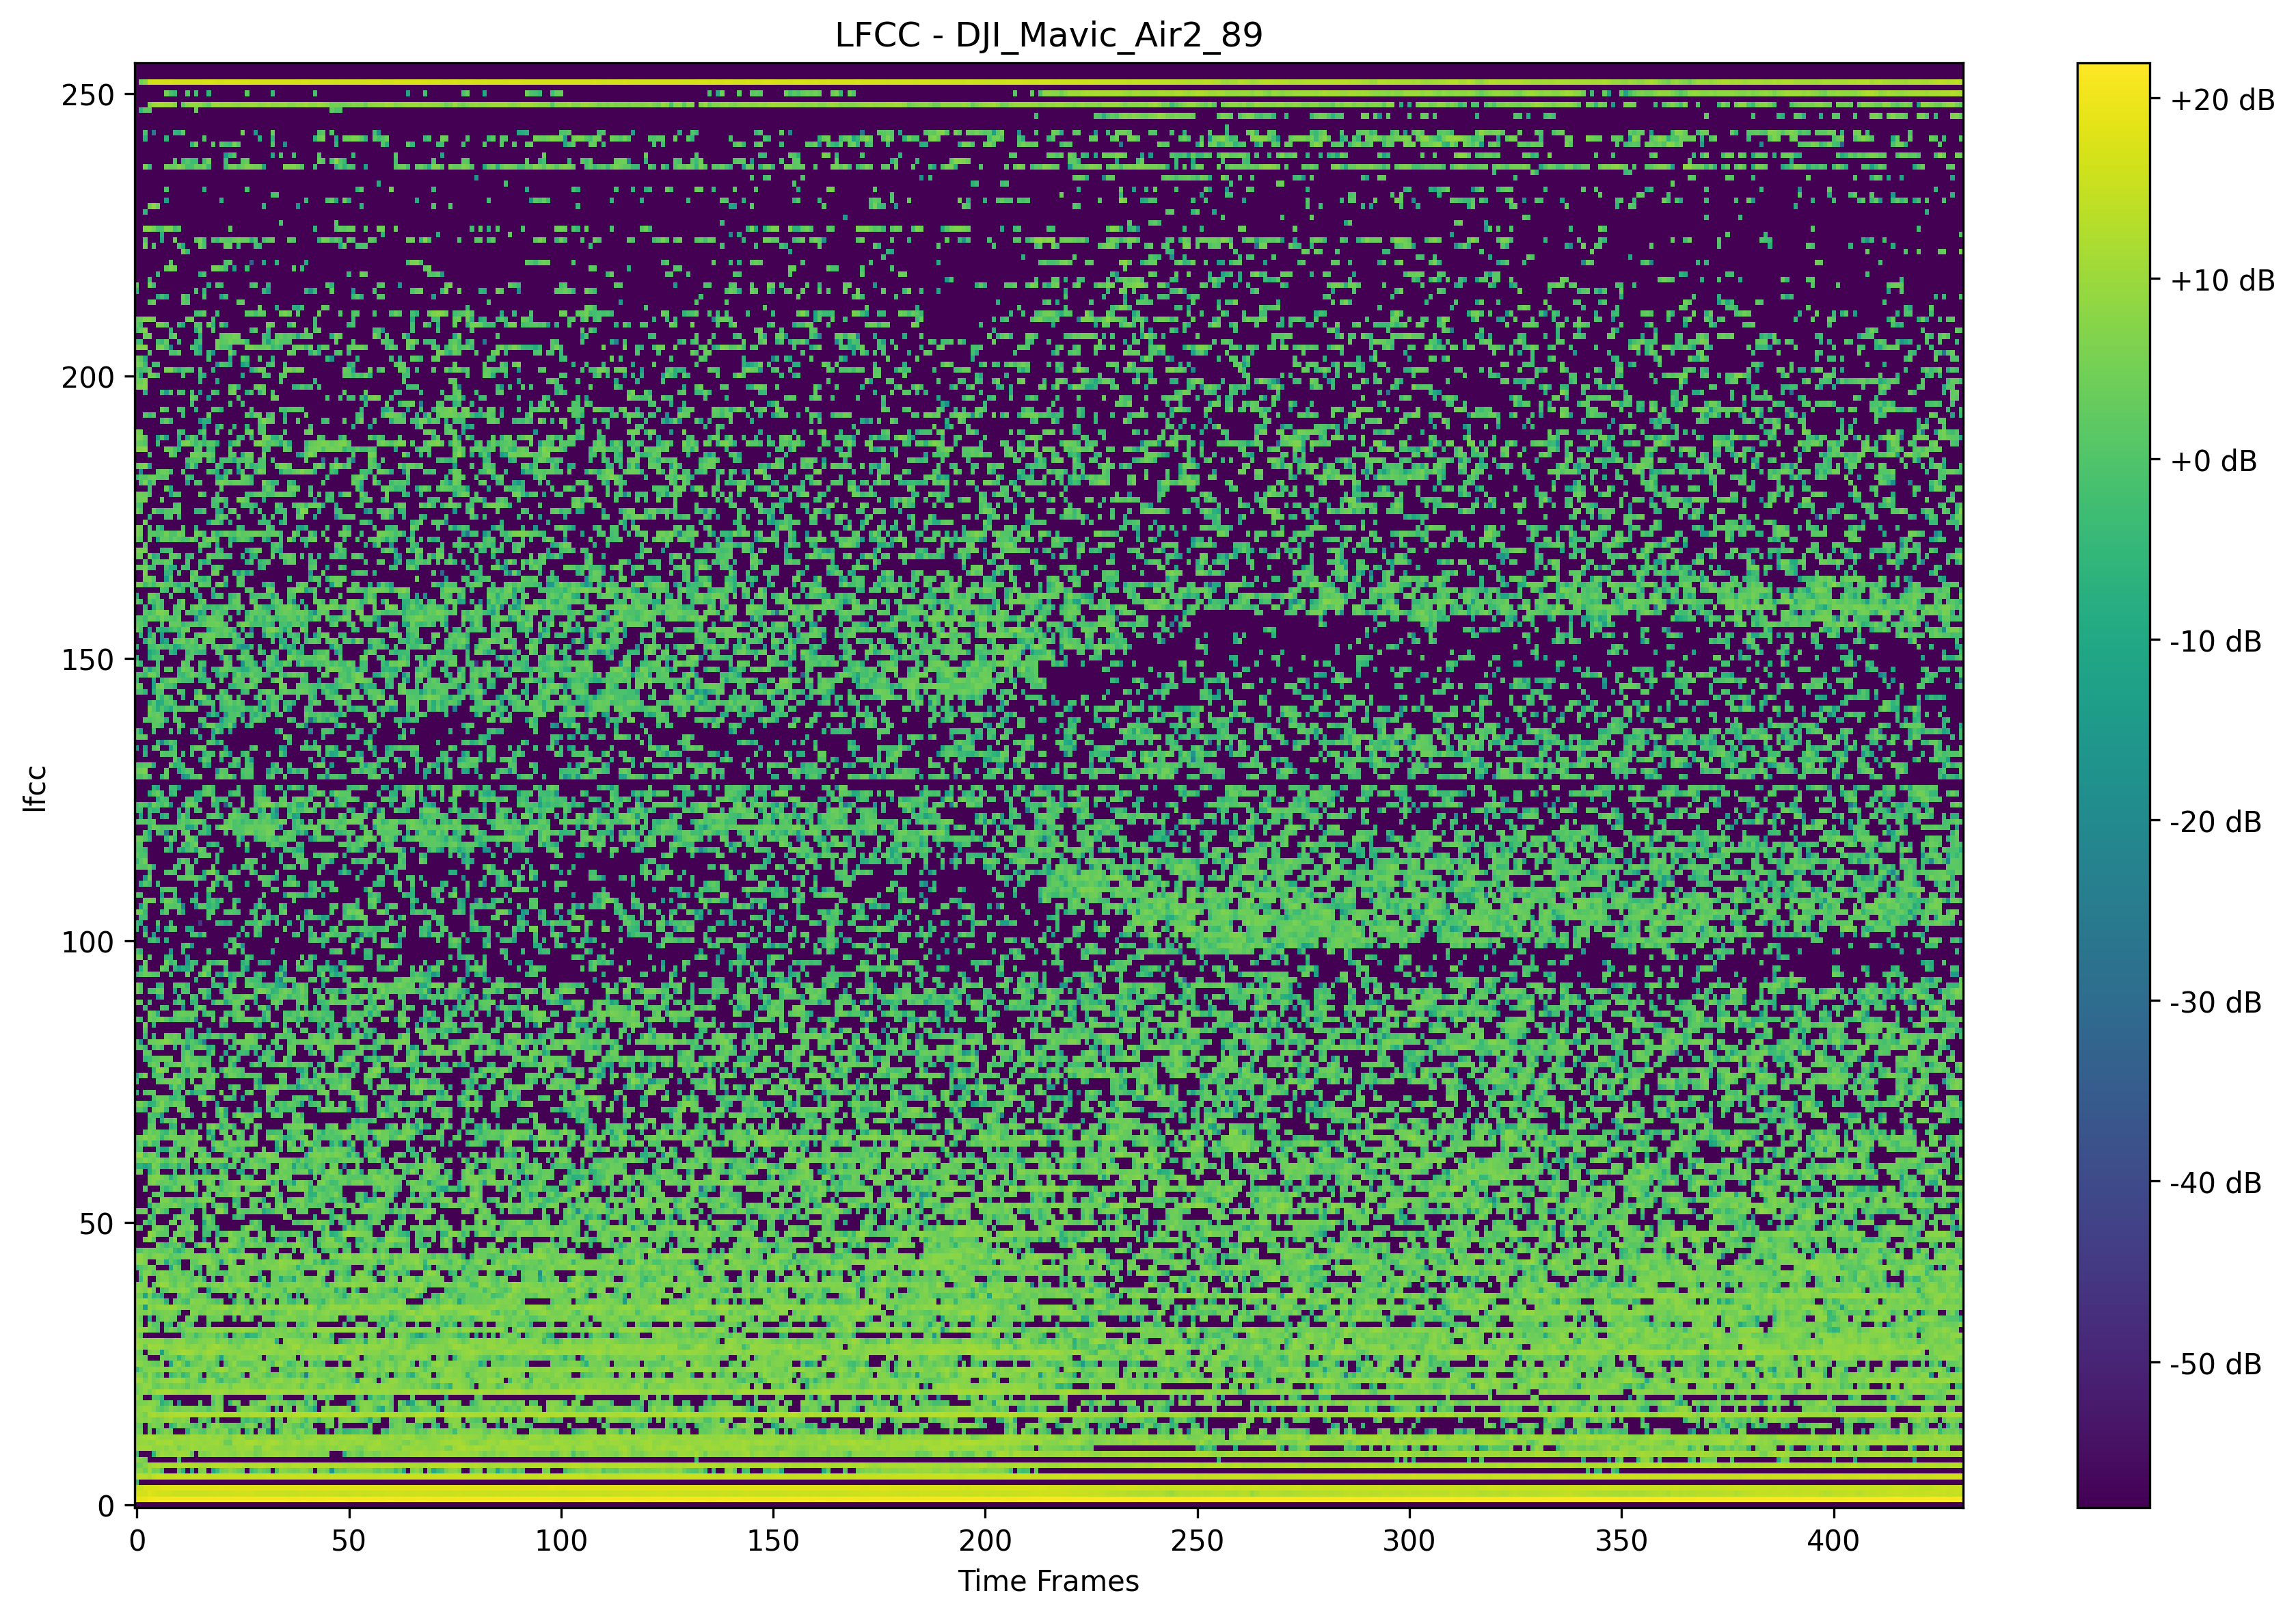 LFCC - DJI_Mavic_Air2_89
lfcc
250
200
150
100
50
0
0 50 100 150 200 250 300 350 400
Time Frames
+20 dB
+10 dB
+0 dB
-10 dB
-20 dB
-30 dB
-40 dB
-50 dB